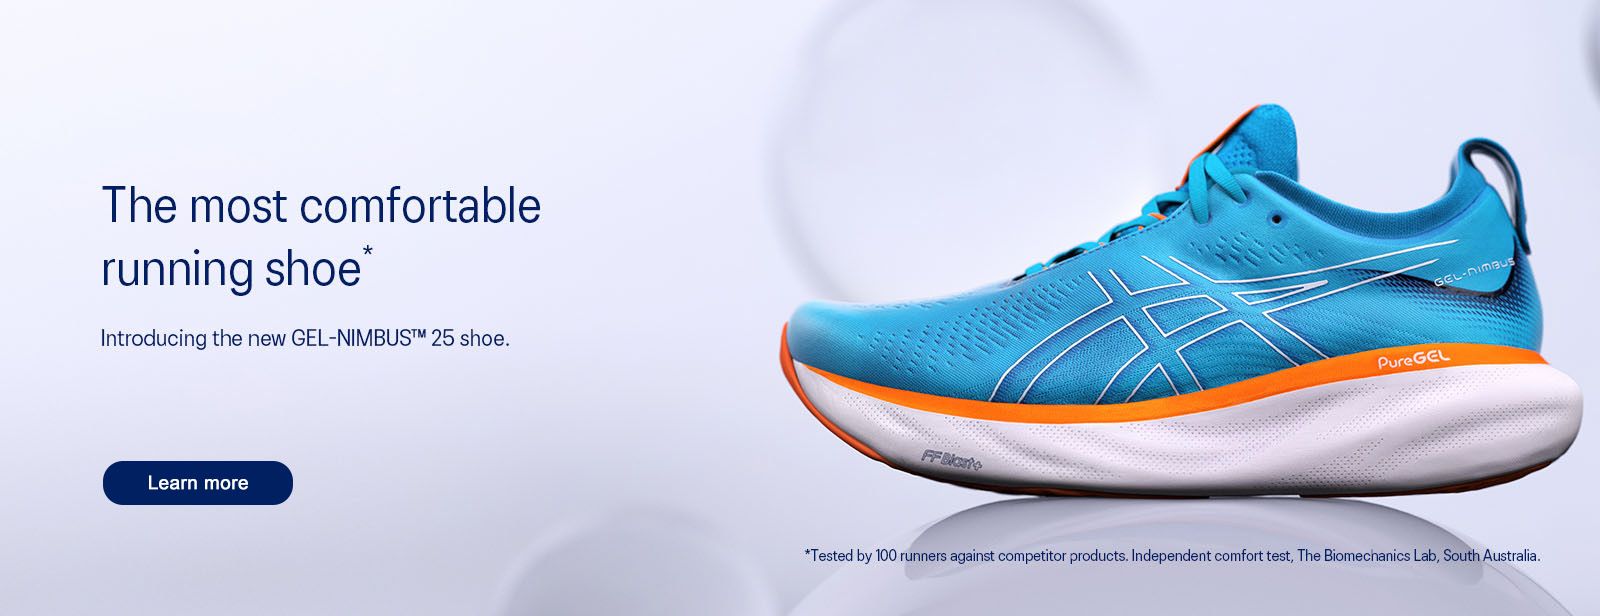 The most comfortable
running shoe*
Introducing the new GEL-NIMBUS™ 25 shoe.
Learn more
GEL-NIMBUS
PureGEL
FF Blast+
*Tested by 100 runners against competitor products. Independent comfort test, The Biomechanics Lab, South Australia.